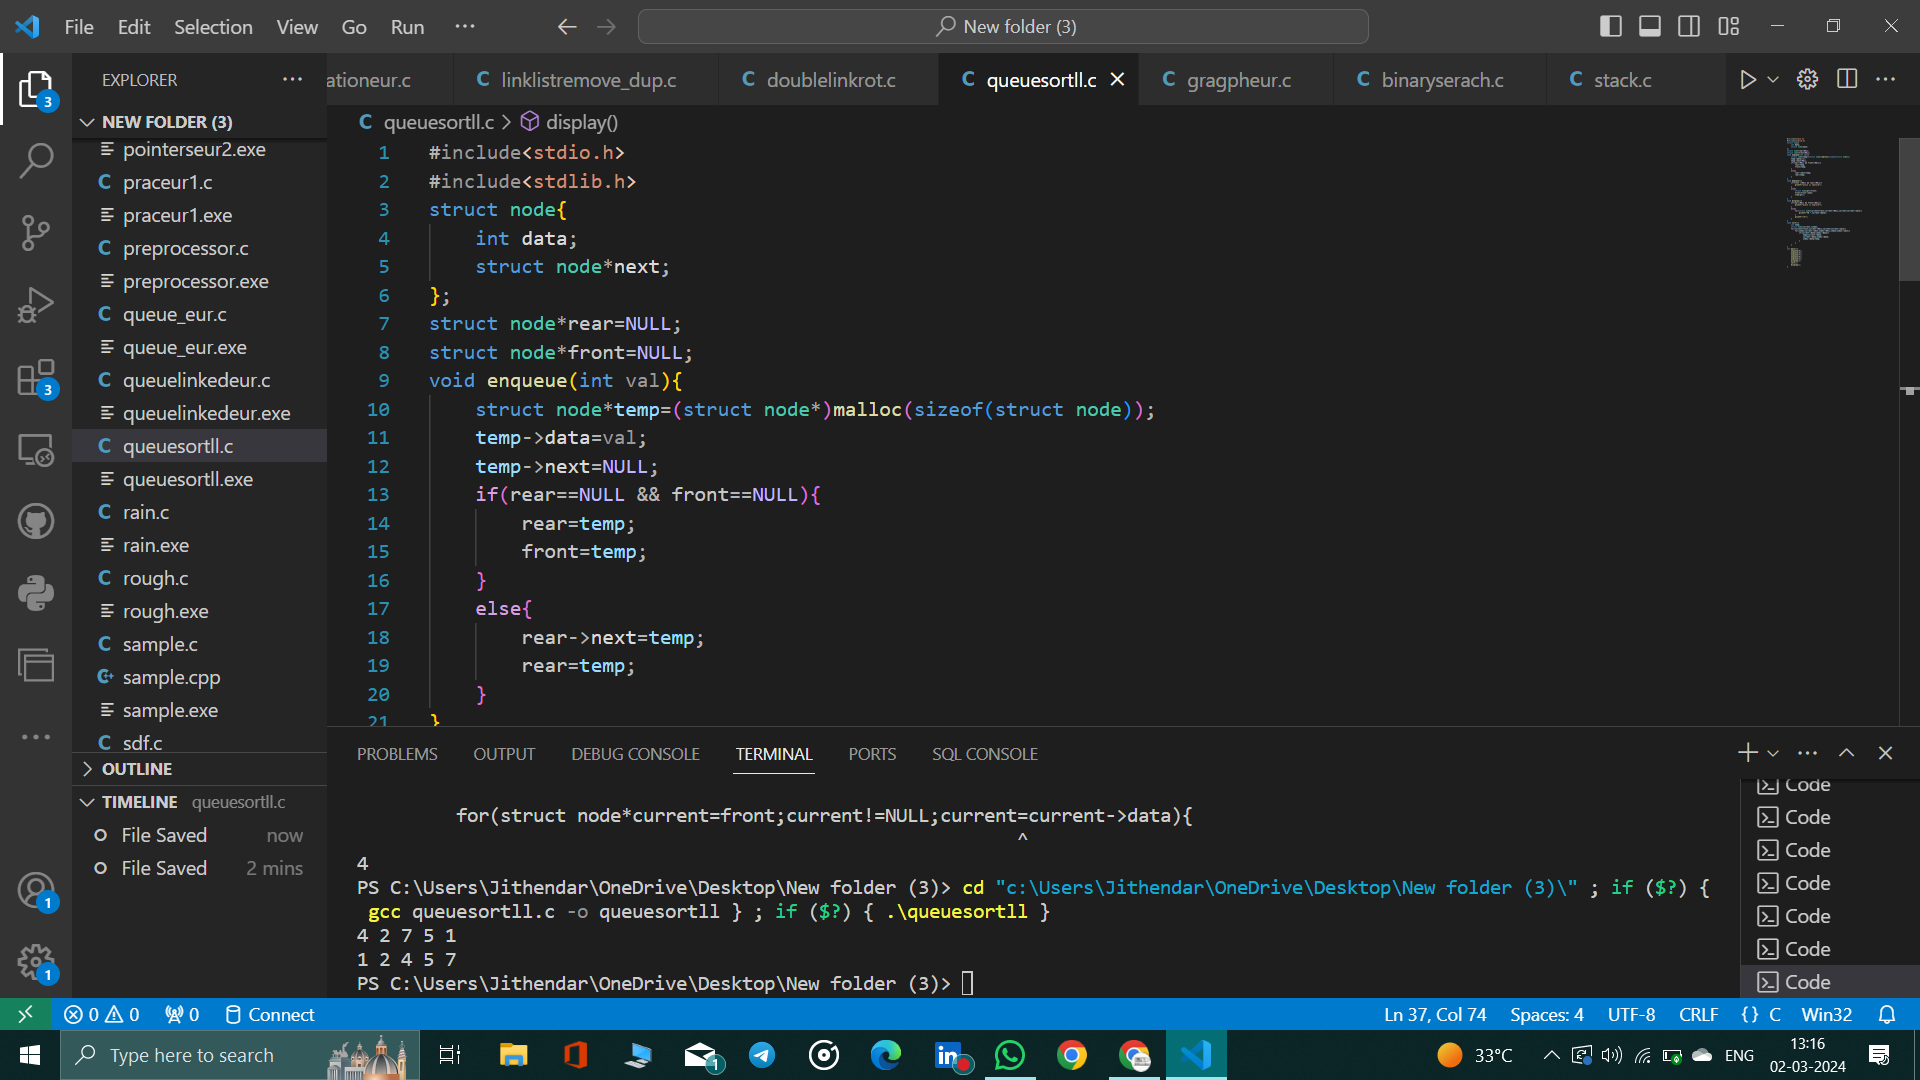 File Edit Selection View Go Run ··· New folder (3)
EXPLORER ···
ationeur.c linklistremove_dup.c doublelinkrot.c queuesortll.c gragpheur.c binaryserach.c stack.c
NEW FOLDER (3)
pointerseur2.exe
praceur1.c
praceur1.exe
preprocessor.c
preprocessor.exe
queue_eur.c
queue_eur.exe
queuelinkedeur.c
queuelinkedeur.exe
queuesortll.c
queuesortll.exe
rain.c
rain.exe
rough.c
rough.exe
sample.c
sample.cpp
sample.exe
sdf.c
OUTLINE
TIMELINE queuesortll.c
File Saved now
File Saved 2 mins
queuesortll.c > display()
1 #include<stdio.h>
2 #include<stdlib.h>
3 struct node{
4 int data;
5 struct node*next;
6 };
7 struct node*rear=NULL;
8 struct node*front=NULL;
9 void enqueue(int val){
10 struct node*temp=(struct node*)malloc(sizeof(struct node));
11 temp->data=val;
12 temp->next=NULL;
13 if(rear==NULL && front==NULL){
14 rear=temp;
15 front=temp;
16 }
17 else{
18 rear->next=temp;
19 rear=temp;
20 }
21 }
PROBLEMS OUTPUT DEBUG CONSOLE TERMINAL PORTS SQL CONSOLE
for(struct node*current=front;current!=NULL;current=current->data){
^
4
PS C:\Users\Jithendar\OneDrive\Desktop\New folder (3)> cd "c:\Users\Jithendar\OneDrive\Desktop\New folder (3)\" ; if ($?) {
gcc queuesortll.c -o queuesortll } ; if ($?) { .\queuesortll }
4 2 7 5 1
1 2 4 5 7
PS C:\Users\Jithendar\OneDrive\Desktop\New folder (3)>
Code
Code
Code
Code
Code
Code
Code
0 0 0 Connect Ln 37, Col 74 Spaces: 4 UTF-8 CRLF {} C Win32
Type here to search 33°C ENG 13:16
02-03-2024